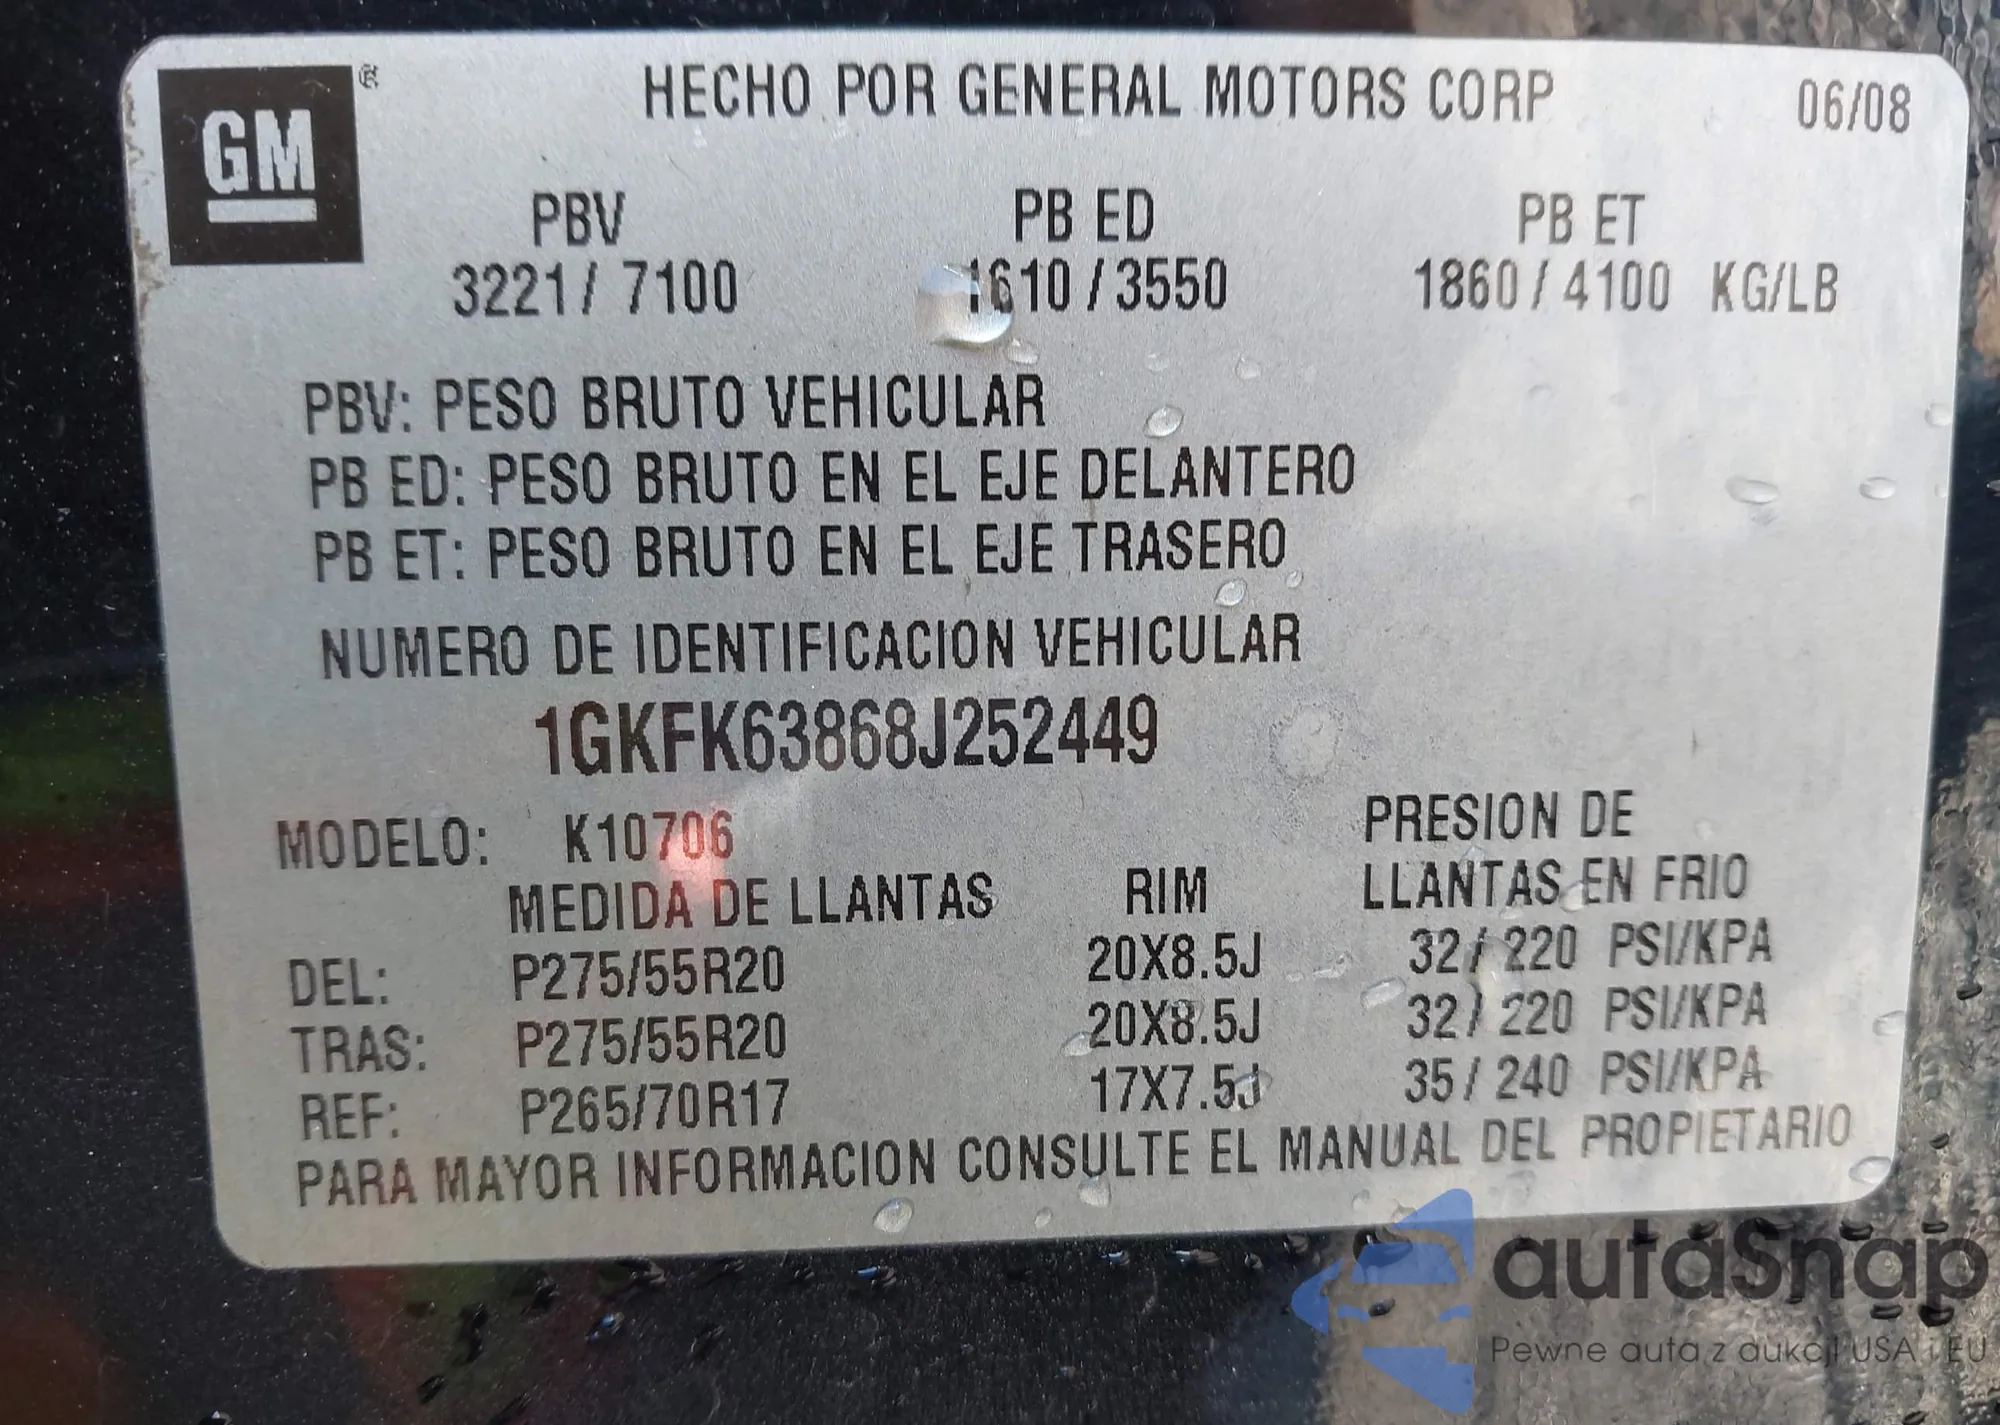 GM ® HECHO POR GENERAL MOTORS CORP 06/08
PBV PB ED PB ET
3221/ 7100 1610/3550 1860/4100 KG/LB
PBV: PESO BRUTO VEHICULAR
PB ED: PESO BRUTO EN EL EJE DELANTERO
PB ET: PESO BRUTO EN EL EJE TRASERO
NUMERO DE IDENTIFICACION VEHICULAR
1GKFK63868J252449
MODELO: K10706 PRESION DE
MEDIDA DE LLANTAS RIM LLANTAS EN FRIO
DEL: P275/55R20 20X8.5J 32/ 220 PSI/KPA
TRAS: P275/55R20 20X8.5J 32/ 220 PSI/KPA
REF: P265/70R17 17X7.5J 35/ 240 PSI/KPA
PARA MAYOR INFORMACION CONSULTE EL MANUAL DEL PROPIETARIO
autaSnap
Pewne auta z aukcji USA i EU